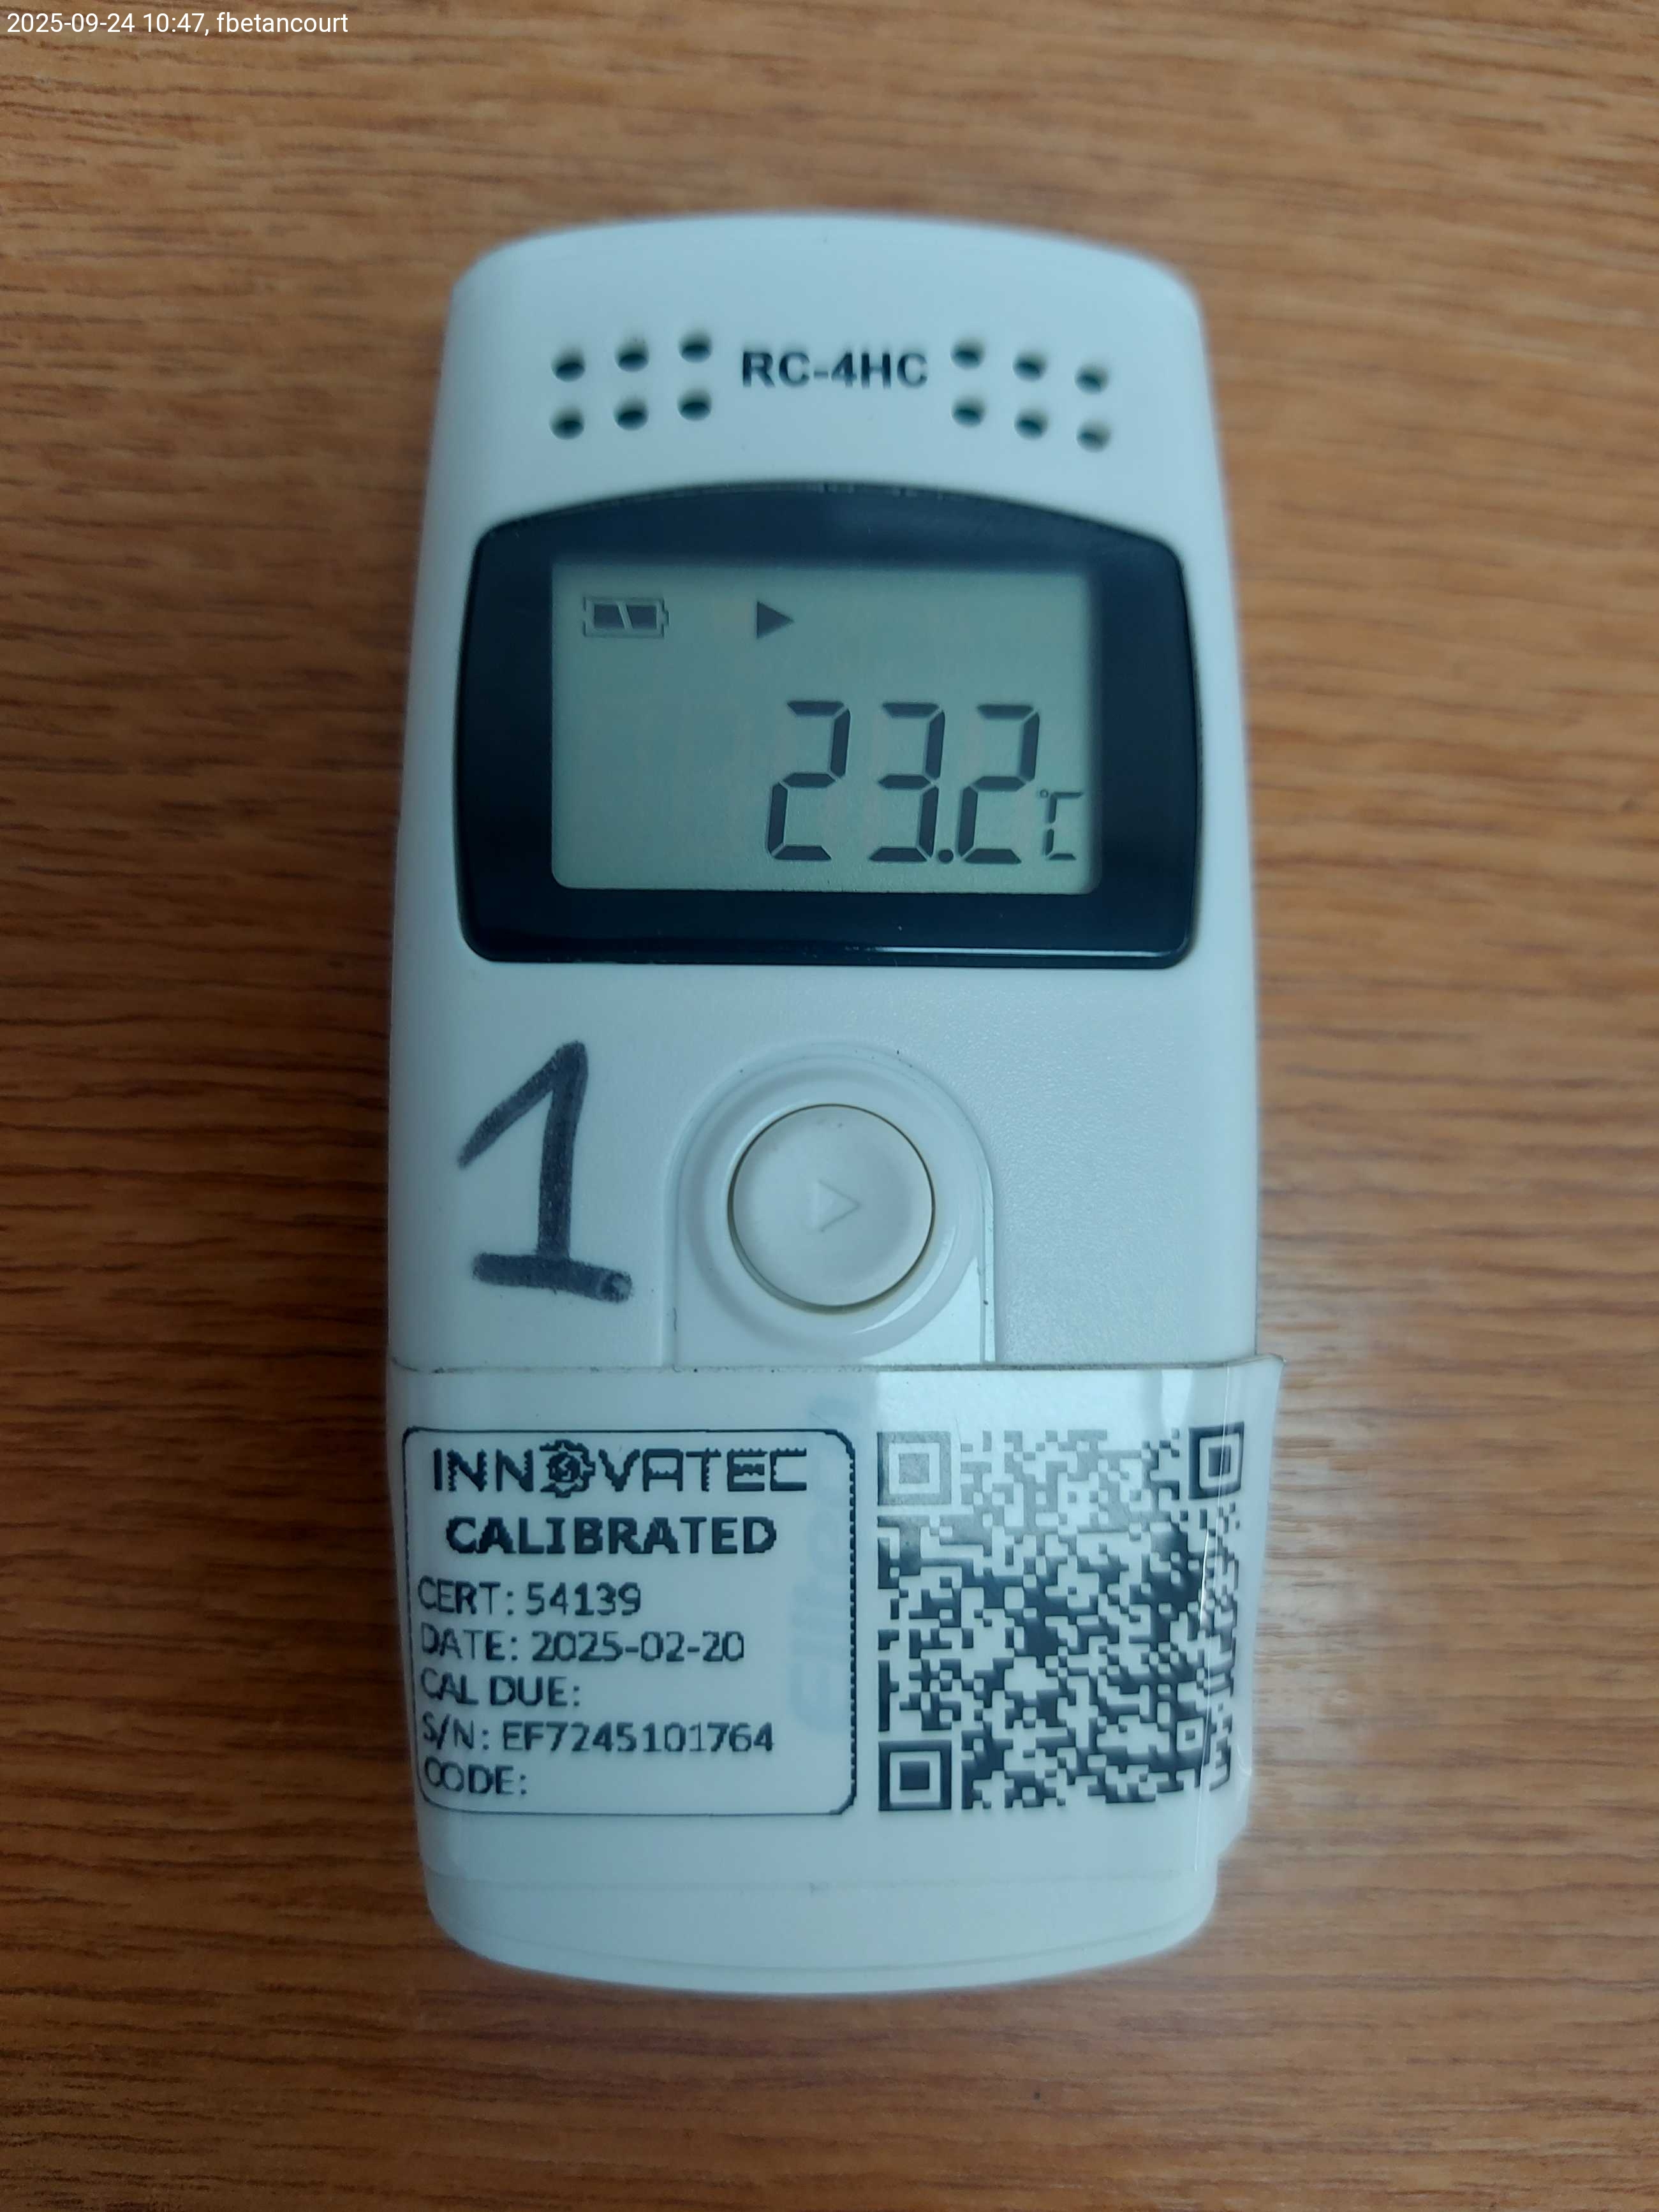 2025-09-24 10:47, fbetancourt
RC-4HC
23.2°C
1
INNOVATEC
CALIBRATED
CERT: 54139
DATE: 2025-02-20
CAL DUE:
S/N: EF7245101764
CODE:
Elitech